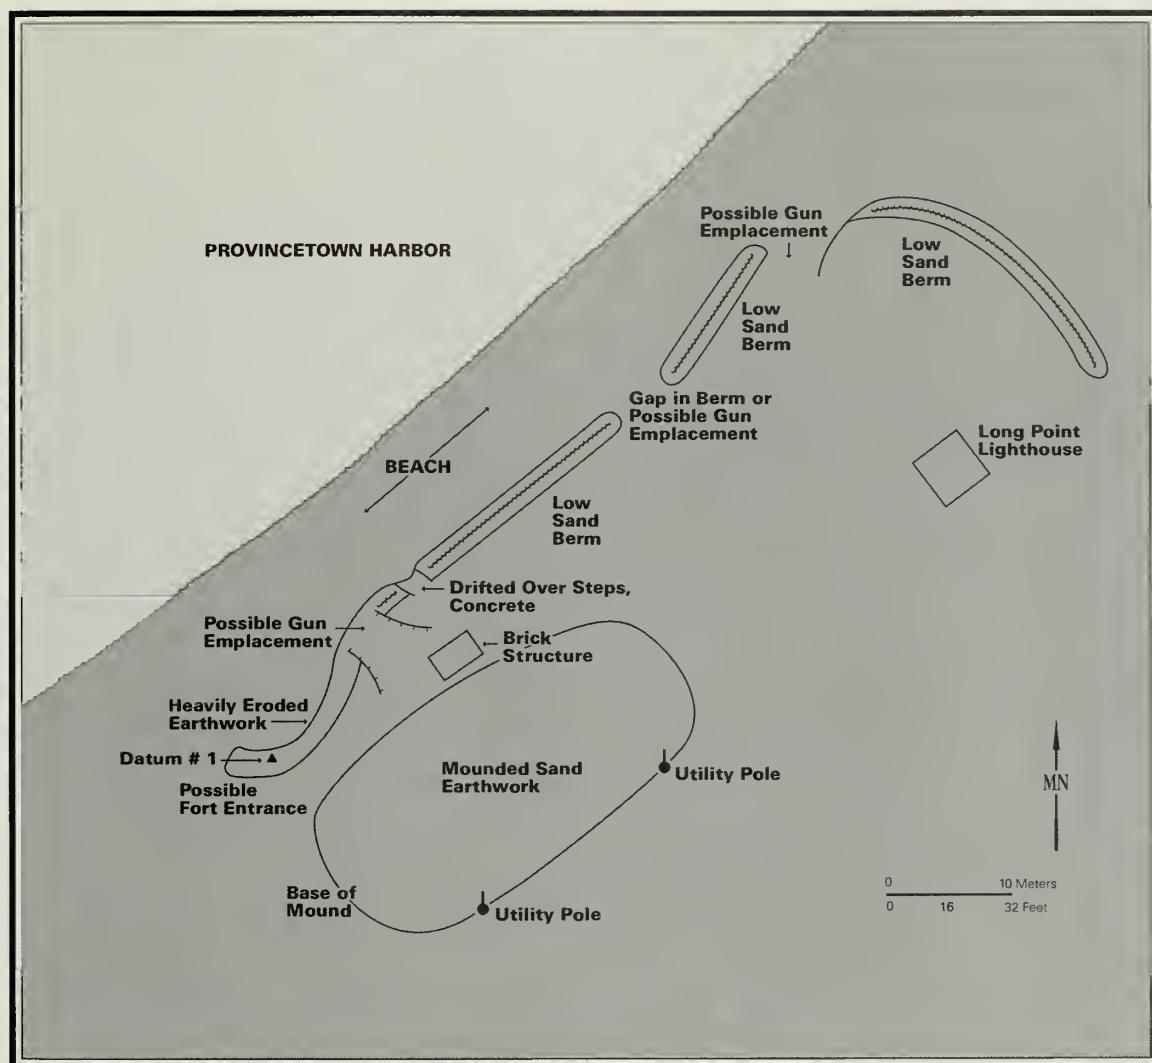 PROVINCETOWN HARBOR
Possible Gun
Emplacement
Low
Sand
Berm
Low
Sand
Berm
Gap in Berm or
Possible Gun
Emplacement
Long Point
Lighthouse
BEACH
Low
Sand
Berm
Drifted Over Steps,
Concrete
Possible Gun
Emplacement
Brick
Structure
Heavily Eroded
Earthwork
Datum # 1
Possible
Fort Entrance
Mounded Sand
Earthwork
Utility Pole
MN
Base of
Mound
Utility Pole
0 10 Meters
0 16 32 Feet